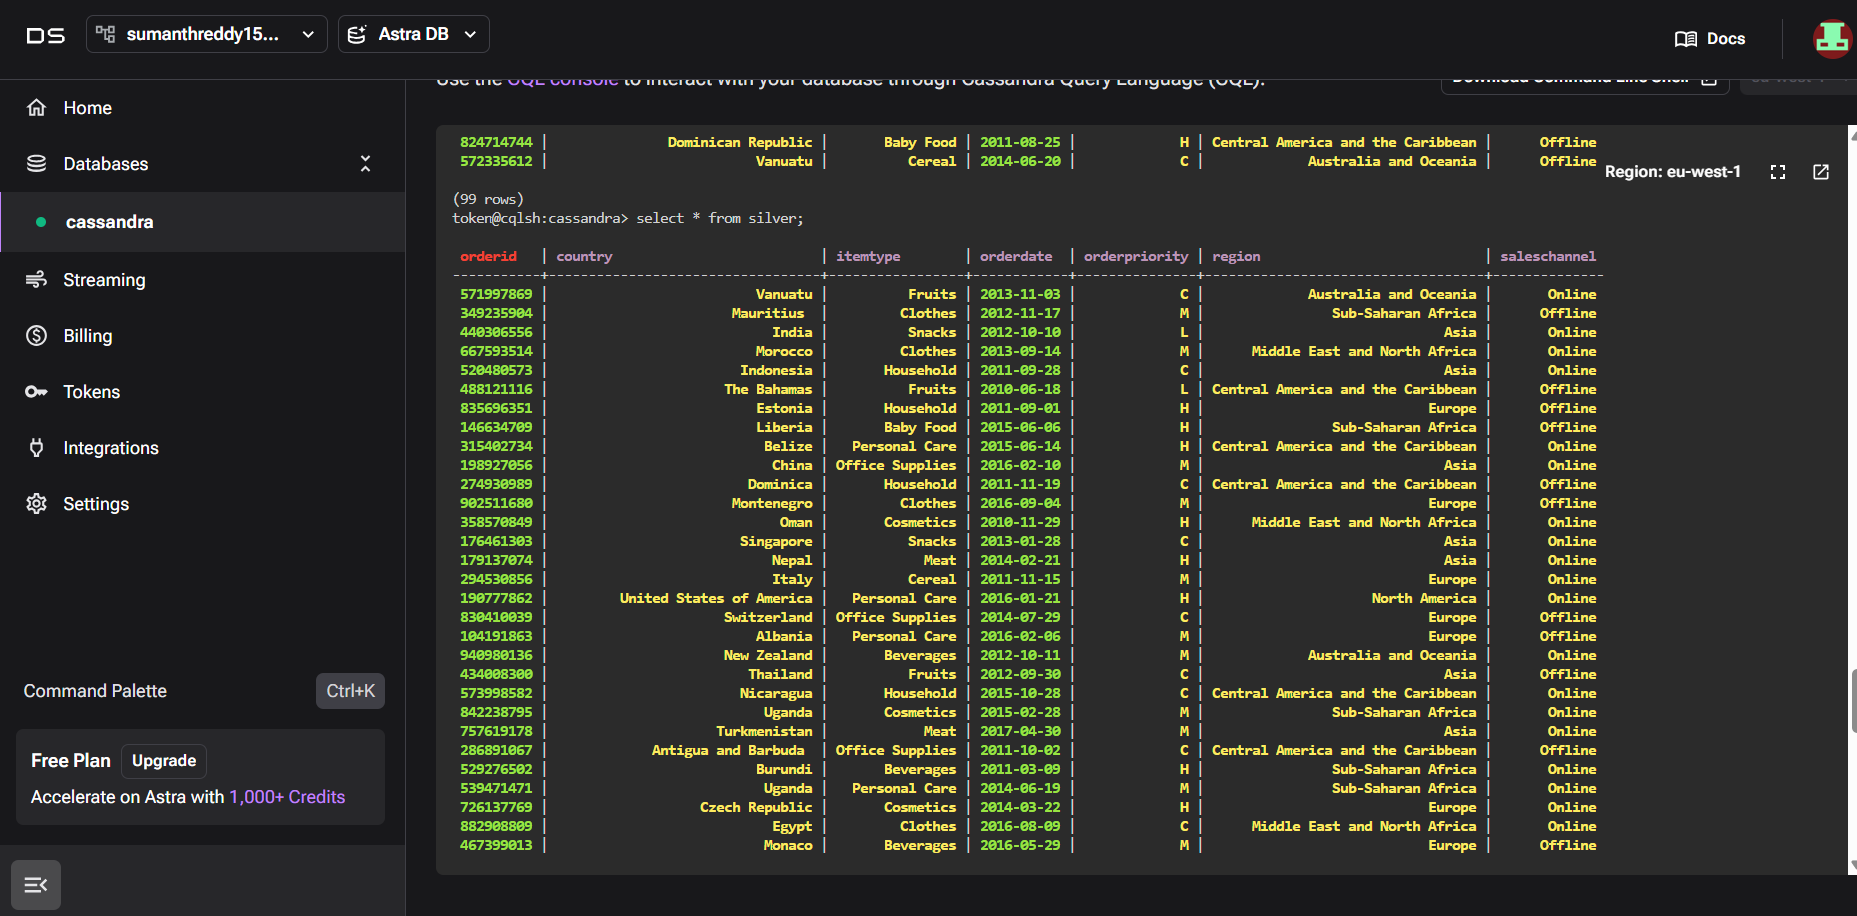 DS sumanthreddy15... Astra DB Docs
Use the CQL console to interact with your database through Cassandra Query Language (CQL).
Download Command Line Shell eu-west-1
Home
Databases
cassandra
Streaming
Billing
Tokens
Integrations
Settings
Command Palette Ctrl+K
Free Plan Upgrade
Accelerate on Astra with 1,000+ Credits
824714744 | Dominican Republic | Baby Food | 2011-08-25 | H | Central America and the Caribbean | Offline
572335612 | Vanuatu | Cereal | 2014-06-20 | C | Australia and Oceania | Offline
Region: eu-west-1
(99 rows)
token@cqlsh:cassandra> select * from silver;
orderid | country | itemtype | orderdate | orderpriority | region | saleschannel
571997869 | Vanuatu | Fruits | 2013-11-03 | C | Australia and Oceania | Online
349235904 | Mauritius | Clothes | 2012-11-17 | M | Sub-Saharan Africa | Offline
440306556 | India | Snacks | 2012-10-10 | L | Asia | Online
667593514 | Morocco | Clothes | 2013-09-14 | M | Middle East and North Africa | Online
520480573 | Indonesia | Household | 2011-09-28 | C | Asia | Online
488121116 | The Bahamas | Fruits | 2010-06-18 | L | Central America and the Caribbean | Offline
835696351 | Estonia | Household | 2011-09-01 | H | Europe | Offline
146634709 | Liberia | Baby Food | 2015-06-06 | H | Sub-Saharan Africa | Offline
315402734 | Belize | Personal Care | 2015-06-14 | H | Central America and the Caribbean | Online
198927056 | China | Office Supplies | 2016-02-10 | M | Asia | Online
274930989 | Dominica | Household | 2011-11-19 | C | Central America and the Caribbean | Offline
902511680 | Montenegro | Clothes | 2016-09-04 | M | Europe | Offline
358570849 | Oman | Cosmetics | 2010-11-29 | H | Middle East and North Africa | Online
176461303 | Singapore | Snacks | 2013-01-28 | C | Asia | Online
179137074 | Nepal | Meat | 2014-02-21 | H | Asia | Online
294530856 | Italy | Cereal | 2011-11-15 | M | Europe | Online
190777862 | United States of America | Personal Care | 2016-01-21 | H | North America | Online
830410039 | Switzerland | Office Supplies | 2014-07-29 | C | Europe | Offline
104191863 | Albania | Personal Care | 2016-02-06 | M | Europe | Offline
940980136 | New Zealand | Beverages | 2012-10-11 | M | Australia and Oceania | Online
434008300 | Thailand | Fruits | 2012-09-30 | C | Asia | Offline
573998582 | Nicaragua | Household | 2015-10-28 | C | Central America and the Caribbean | Online
842238795 | Uganda | Cosmetics | 2015-02-28 | M | Sub-Saharan Africa | Online
757619178 | Turkmenistan | Meat | 2017-04-30 | M | Asia | Online
286891067 | Antigua and Barbuda | Office Supplies | 2011-10-02 | C | Central America and the Caribbean | Offline
529276502 | Burundi | Beverages | 2011-03-09 | H | Sub-Saharan Africa | Online
539471471 | Uganda | Personal Care | 2014-06-19 | M | Sub-Saharan Africa | Online
726137769 | Czech Republic | Cosmetics | 2014-03-22 | H | Europe | Online
882908809 | Egypt | Clothes | 2016-08-09 | C | Middle East and North Africa | Online
467399013 | Monaco | Beverages | 2016-05-29 | M | Europe | Offline